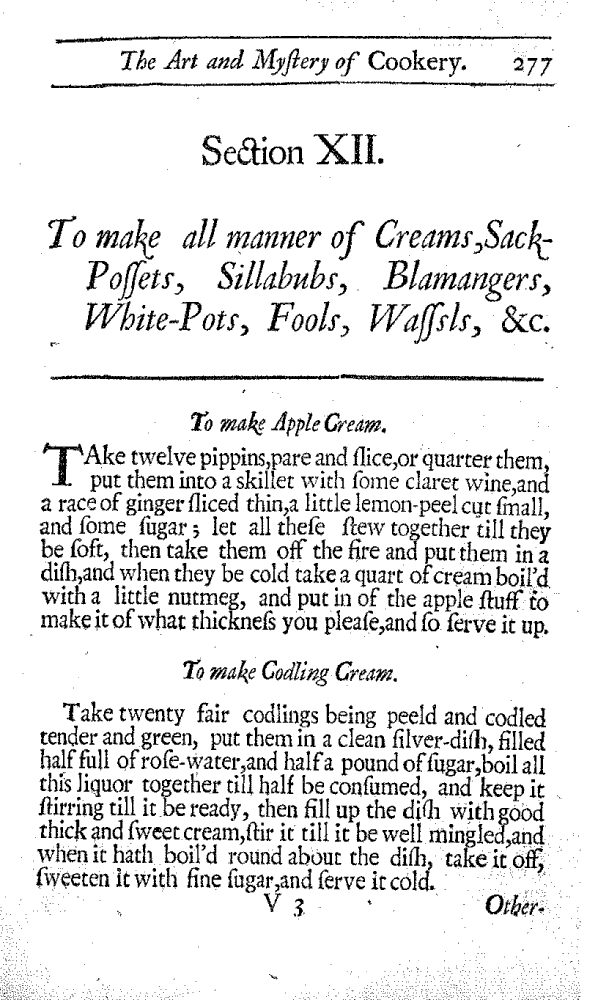 The Art and Myſtery of Cookery. 277
Section XII.
To make all manner of Creams, Sack-
Poſſets, Sillabubs, Blamangers,
White-Pots, Fools, Waſſels, &c.
To make Apple Cream.
TAke twelve pippins, pare and ſlice, or quarter them,
put them into a skillet with ſome claret wine, and
a race of ginger ſliced thin, a little lemon-peel cut ſmall,
and ſome ſugar; let all theſe ſtew together till they
be ſoft, then take them off the fire and put them in a
diſh, and when they be cold take a quart of cream boil'd
with a little nutmeg, and put in of the apple ſtuff to
make it of what thickneſs you pleaſe, and ſo ſerve it up.
To make Codling Cream.
Take twenty fair codlings being peeld and codled
tender and green, put them in a clean ſilver-diſh, filled
half full of roſe-water, and half a pound of ſugar, boil all
this liquor together till half be conſumed, and keep it
ſtirring till it be ready, then fill up the diſh with good
thick and ſweet cream, ſtir it till it be well mingled, and
when it hath boil'd round about the diſh, take it off,
ſweeten it with fine ſugar, and ſerve it cold.
V 3 Other-